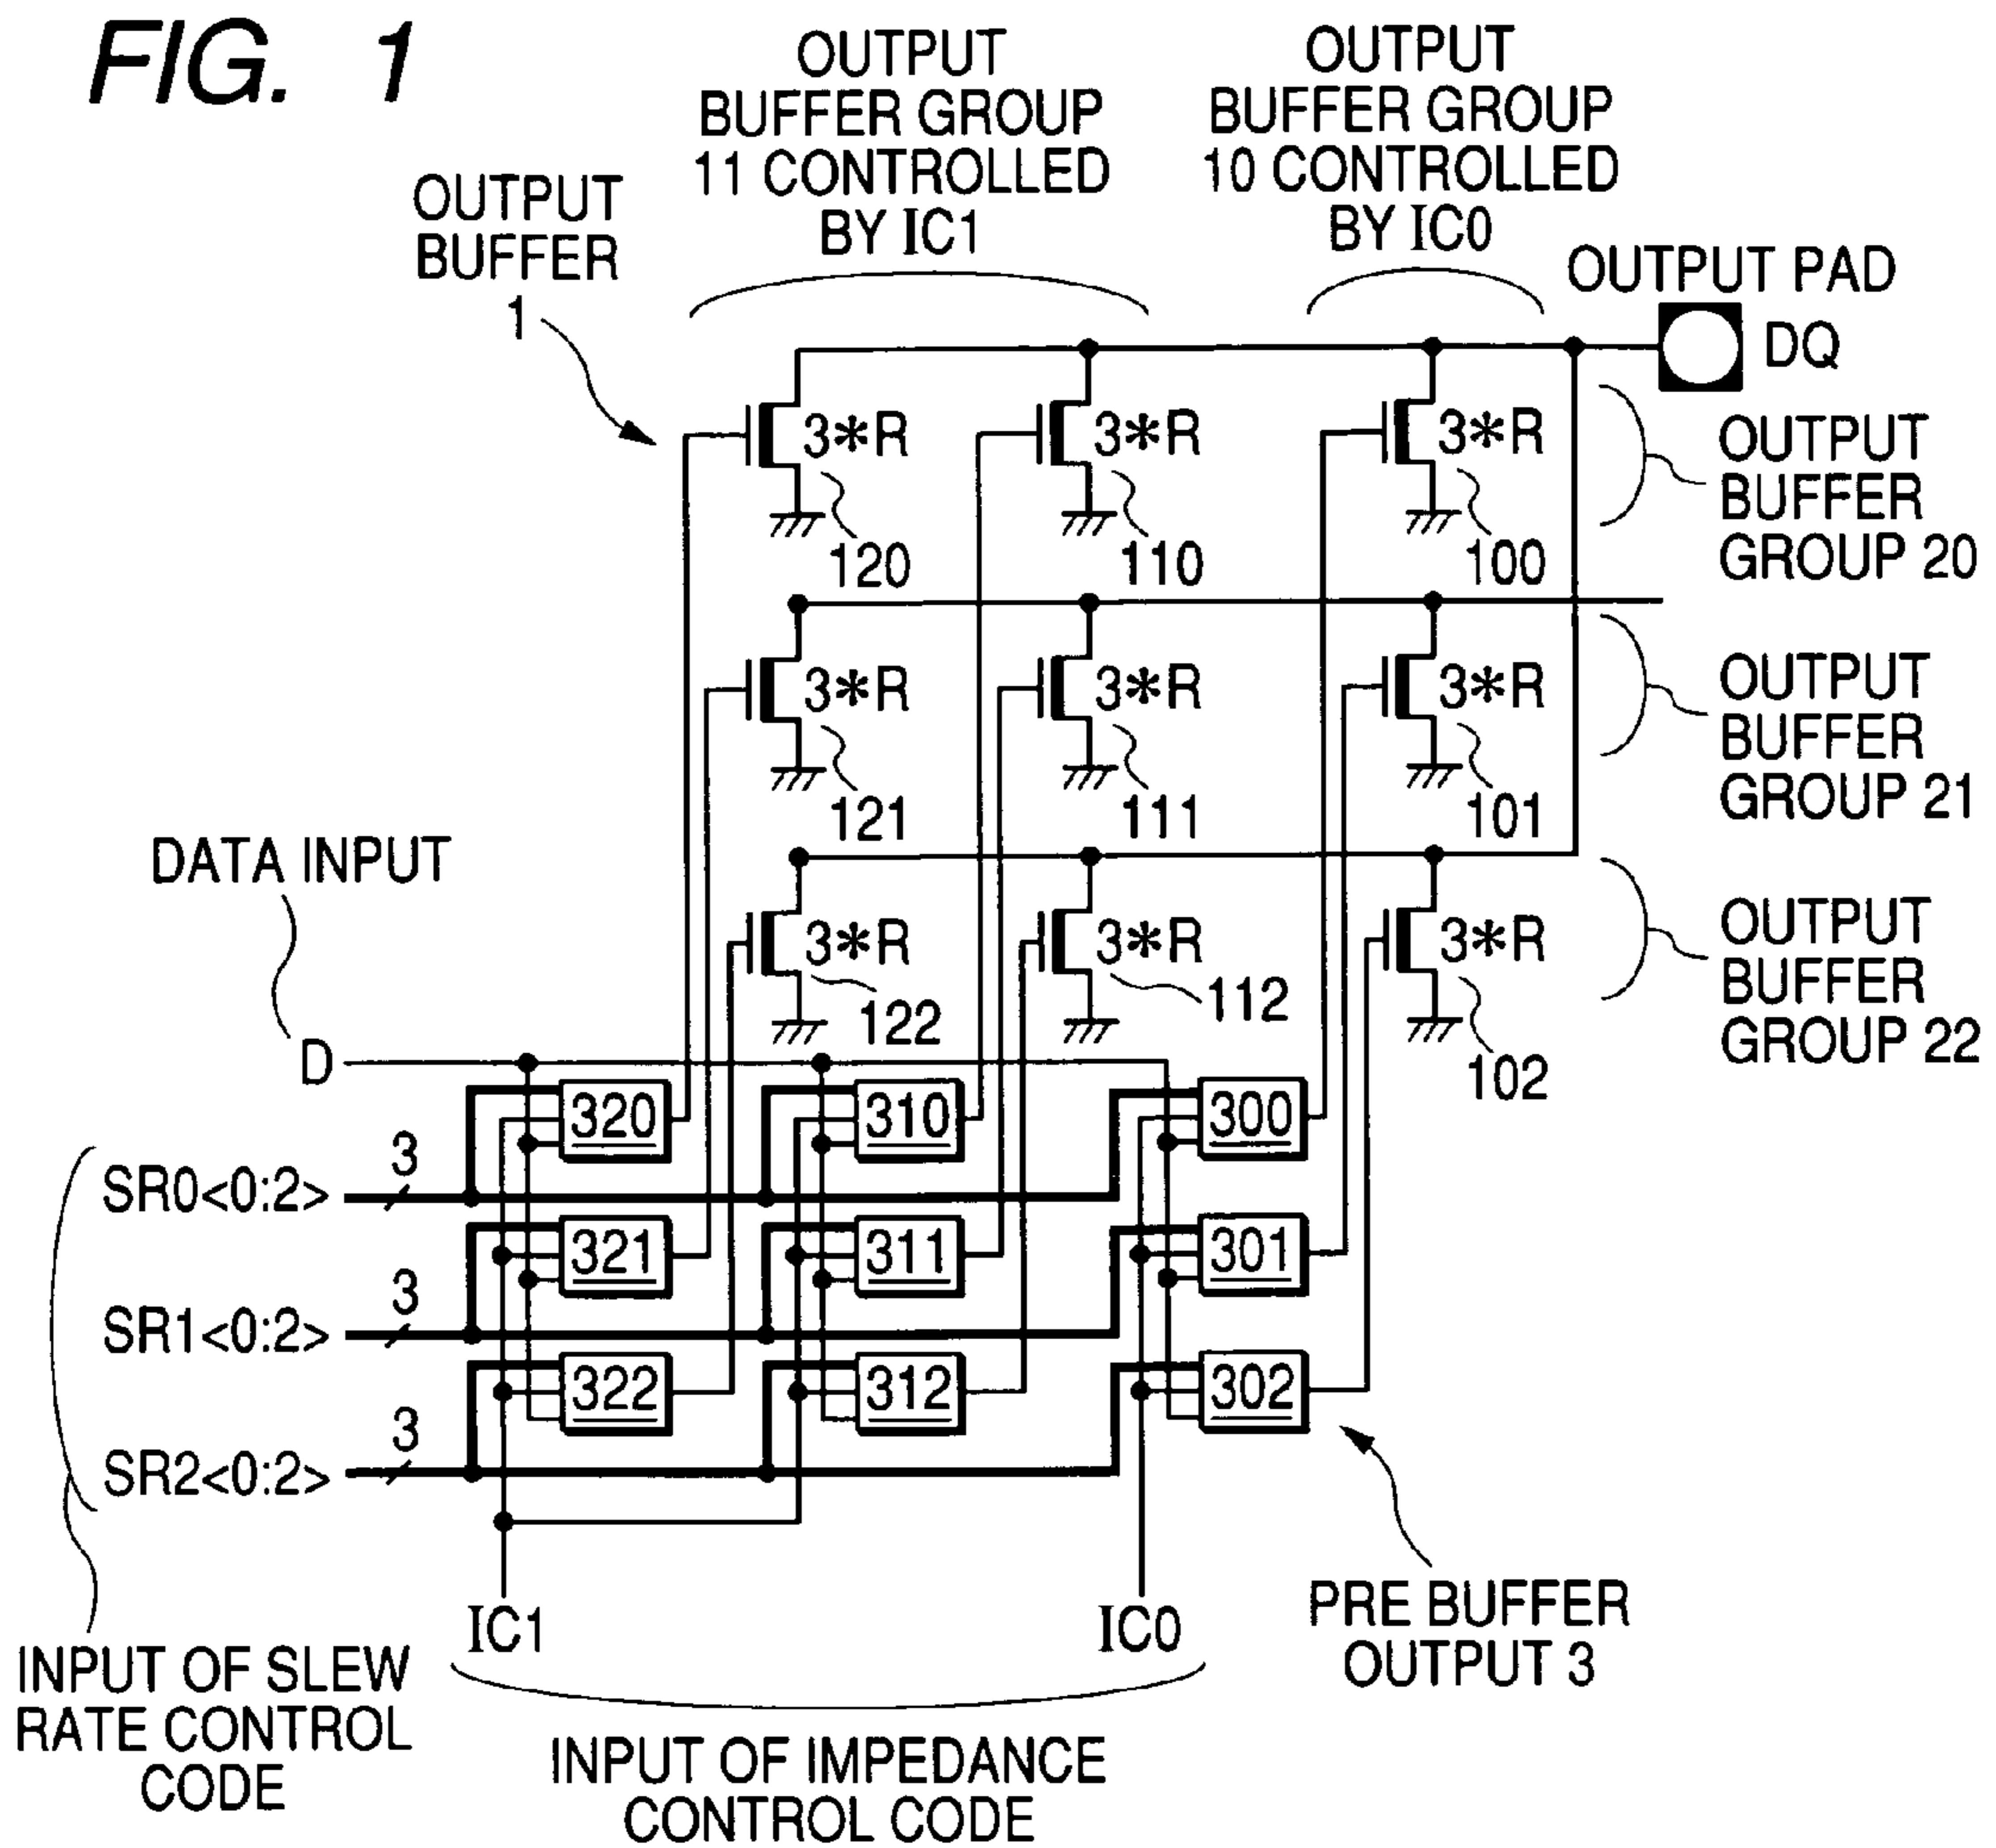 FIG. 1
OUTPUT
BUFFER GROUP
11 CONTROLLED
BY IC1
OUTPUT
BUFFER GROUP
10 CONTROLLED
BY IC0
OUTPUT
BUFFER
1
OUTPUT PAD
DQ
3*R
3*R
3*R
120
110
100
OUTPUT
BUFFER
GROUP 20
3*R
3*R
3*R
121
111
101
OUTPUT
BUFFER
GROUP 21
DATA INPUT
3*R
3*R
3*R
122
112
102
OUTPUT
BUFFER
GROUP 22
D
320
310
300
SR0<0:2>
3
321
311
301
SR1<0:2>
3
322
312
302
SR2<0:2>
3
IC1
IC0
PRE BUFFER
OUTPUT 3
INPUT OF SLEW
RATE CONTROL
CODE
INPUT OF IMPEDANCE
CONTROL CODE